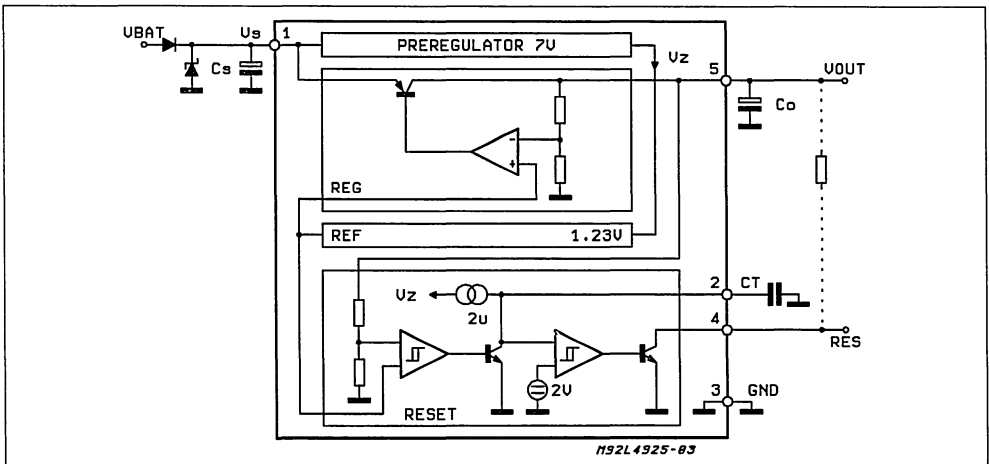 VBAT
Vs
1
PREREGULATOR 7V
Cs
Vz
5
VOUT
Co
-
+
REG
REF 1.23V
Vz
2u
2 CT
4
RES
2V
3 GND
RESET
M92L4925-03